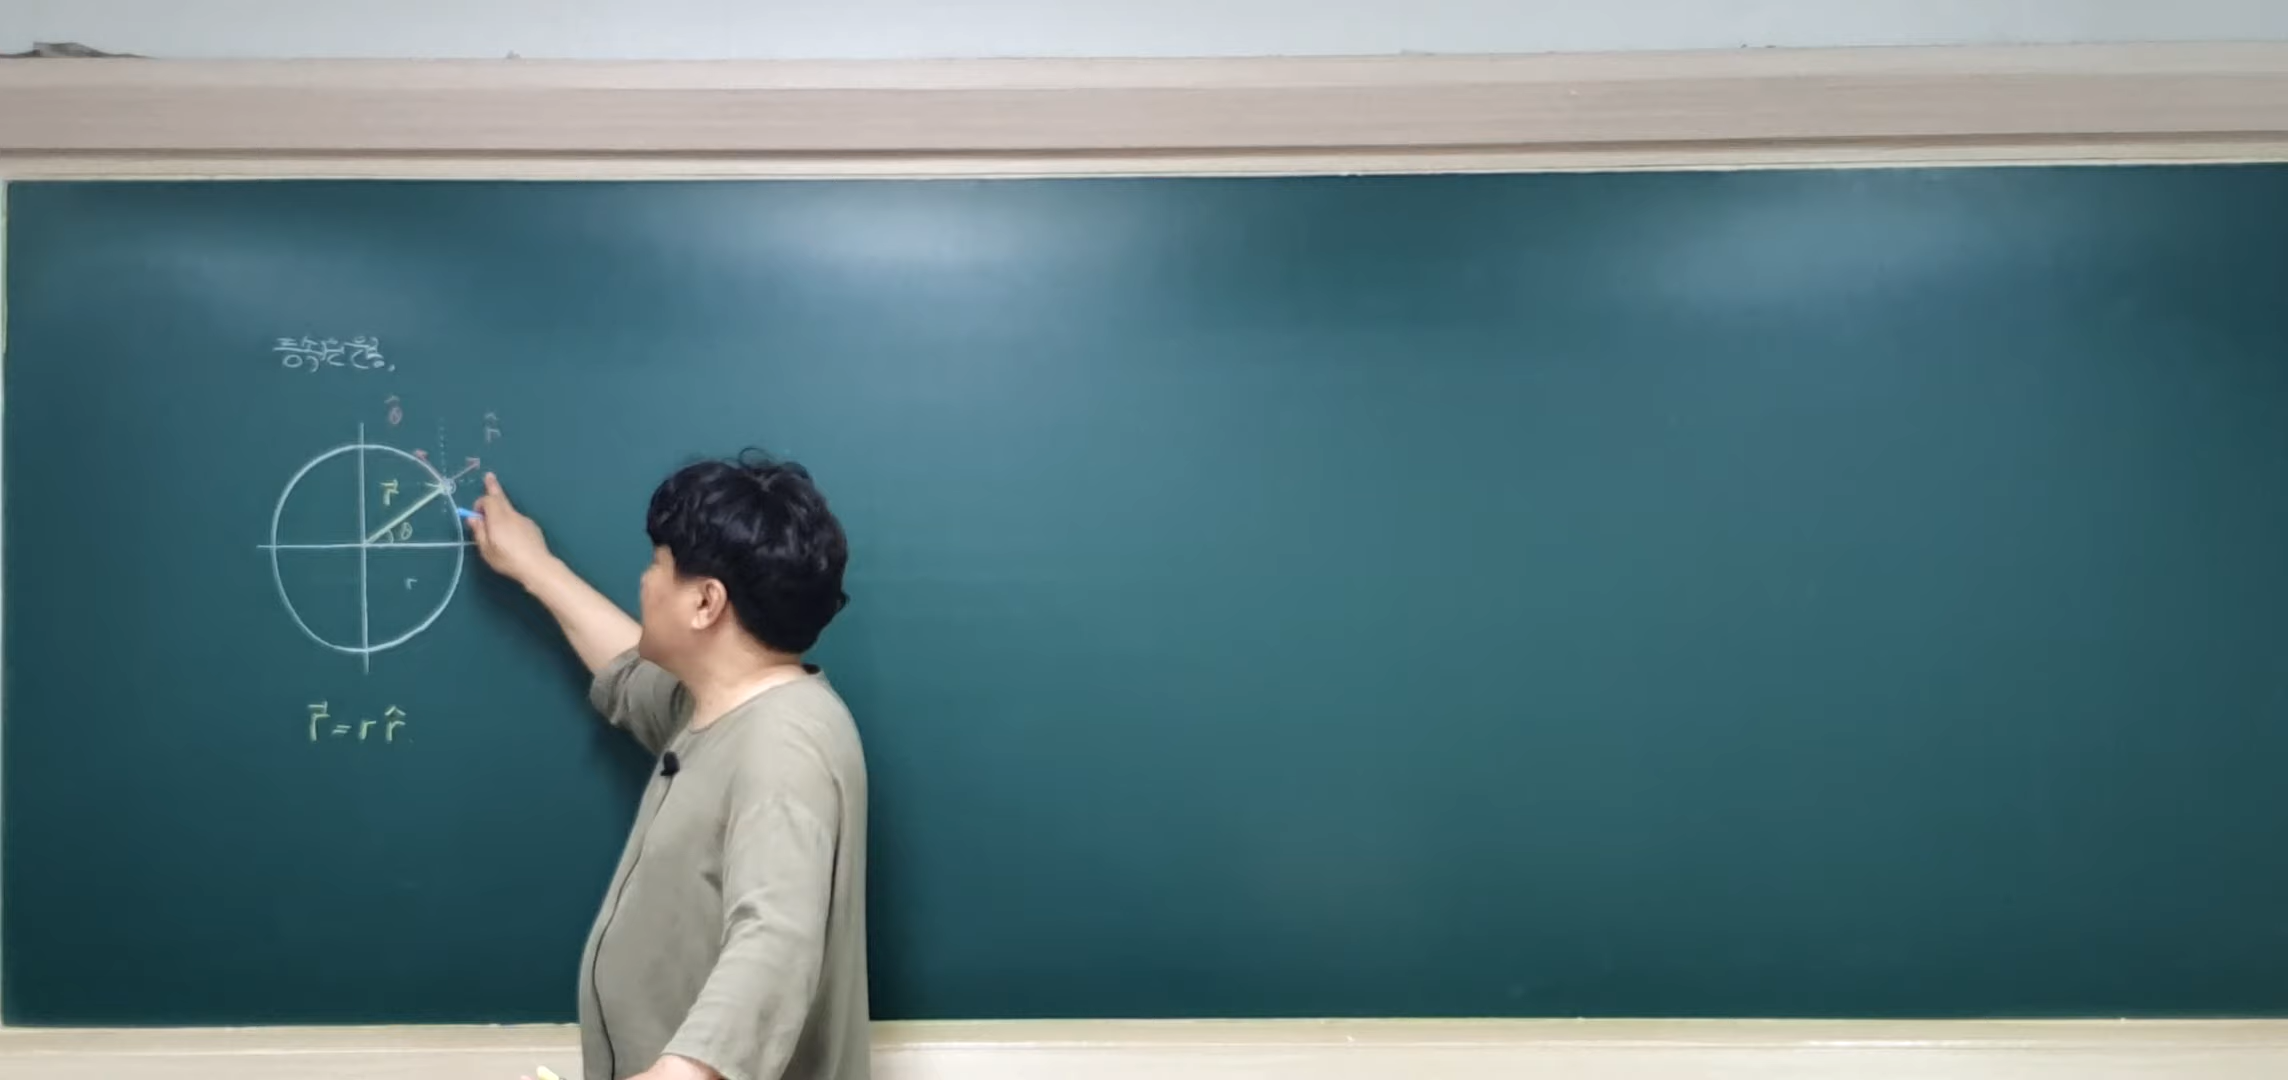 등속원운동.
θ̂
r̂
r⃗
θ
r
r⃗ = r r̂